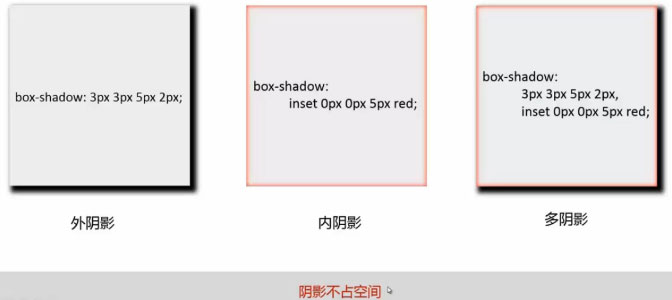 box-shadow: 3px 3px 5px 2px;
box-shadow:
inset 0px 0px 5px red;
box-shadow:
3px 3px 5px 2px,
inset 0px 0px 5px red;
外阴影
内阴影
多阴影
阴影不占空间